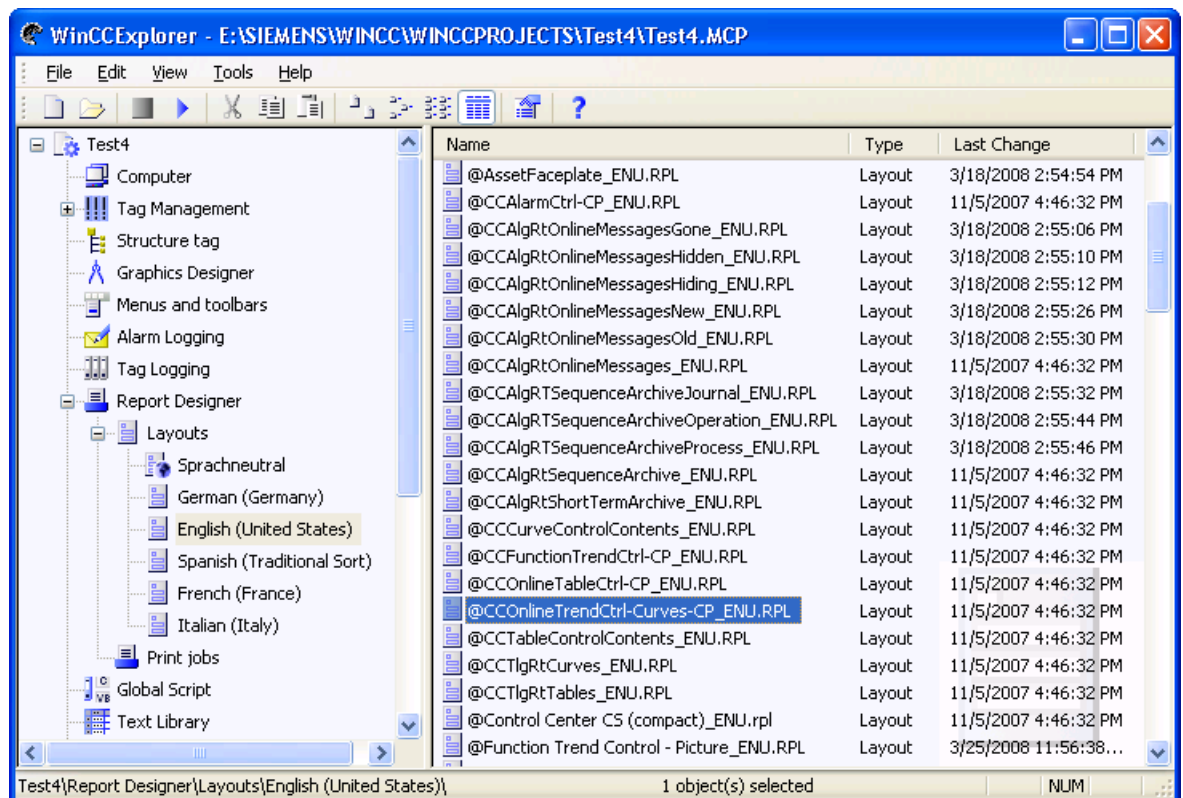 WinCCExplorer - E:\SIEMENS\WINCC\WINCCPROJECTS\Test4\Test4.MCP
File Edit View Tools Help
Test4
Computer
Tag Management
Structure tag
Graphics Designer
Menus and toolbars
Alarm Logging
Tag Logging
Report Designer
Layouts
Sprachneutral
German (Germany)
English (United States)
Spanish (Traditional Sort)
French (France)
Italian (Italy)
Print jobs
Global Script
Text Library
Name Type Last Change
@AssetFaceplate_ENU.RPL Layout 3/18/2008 2:54:54 PM
@CCAlarmCtrl-CP_ENU.RPL Layout 11/5/2007 4:46:32 PM
@CCAlgRtOnlineMessagesGone_ENU.RPL Layout 3/18/2008 2:55:06 PM
@CCAlgRtOnlineMessagesHidden_ENU.RPL Layout 3/18/2008 2:55:10 PM
@CCAlgRtOnlineMessagesHiding_ENU.RPL Layout 3/18/2008 2:55:12 PM
@CCAlgRtOnlineMessagesNew_ENU.RPL Layout 3/18/2008 2:55:26 PM
@CCAlgRtOnlineMessagesOld_ENU.RPL Layout 3/18/2008 2:55:30 PM
@CCAlgRtOnlineMessages_ENU.RPL Layout 11/5/2007 4:46:32 PM
@CCAlgRTSequenceArchiveJournal_ENU.RPL Layout 3/18/2008 2:55:32 PM
@CCAlgRTSequenceArchiveOperation_ENU.RPL Layout 3/18/2008 2:55:44 PM
@CCAlgRTSequenceArchiveProcess_ENU.RPL Layout 3/18/2008 2:55:46 PM
@CCAlgRtSequenceArchive_ENU.RPL Layout 11/5/2007 4:46:32 PM
@CCAlgRtShortTermArchive_ENU.RPL Layout 11/5/2007 4:46:32 PM
@CCCurveControlContents_ENU.RPL Layout 11/5/2007 4:46:32 PM
@CCFunctionTrendCtrl-CP_ENU.RPL Layout 11/5/2007 4:46:32 PM
@CCOnlineTableCtrl-CP_ENU.RPL Layout 11/5/2007 4:46:32 PM
@CCOnlineTrendCtrl-Curves-CP_ENU.RPL Layout 11/5/2007 4:46:32 PM
@CCTableControlContents_ENU.RPL Layout 11/5/2007 4:46:32 PM
@CCTlgRtCurves_ENU.RPL Layout 11/5/2007 4:46:32 PM
@CCTlgRtTables_ENU.RPL Layout 11/5/2007 4:46:32 PM
@Control Center CS (compact)_ENU.rpl Layout 11/5/2007 4:46:32 PM
@Function Trend Control - Picture_ENU.RPL Layout 3/25/2008 11:56:38...
Test4\Report Designer\Layouts\English (United States)\ 1 object(s) selected NUM